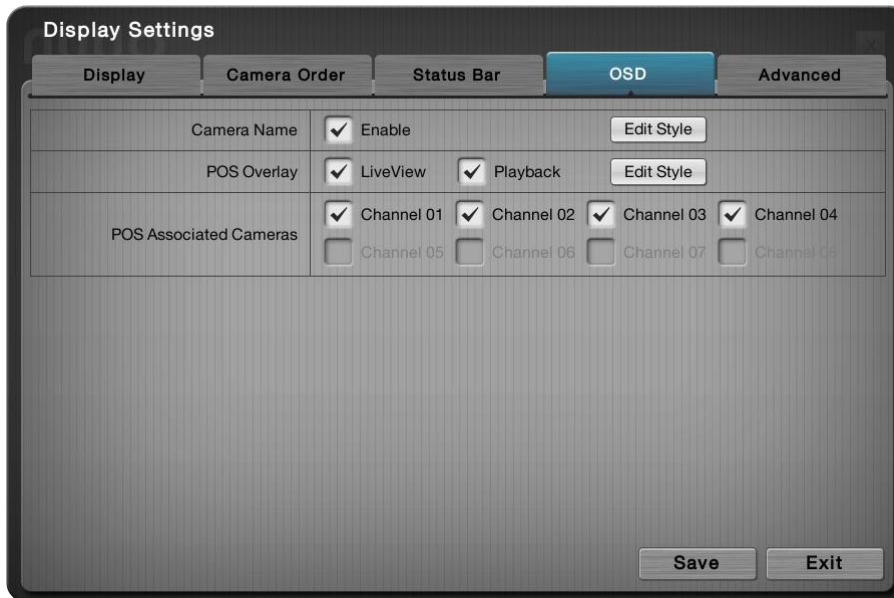 Display Settings
Display Camera Order Status Bar OSD Advanced
Camera Name Enable Edit Style
POS Overlay LiveView Playback Edit Style
POS Associated Cameras
Channel 01 Channel 02 Channel 03 Channel 04
Channel 05 Channel 06 Channel 07 Channel 08
Save Exit